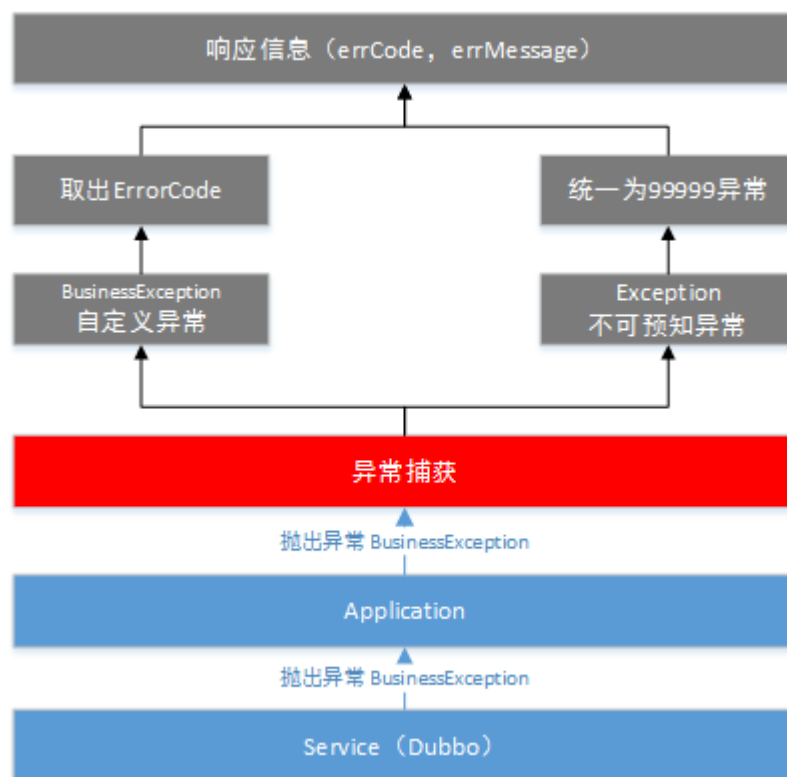 响应信息（errCode，errMessage）
取出ErrorCode
统一为99999异常
BusinessException
自定义异常
Exception
不可预知异常
异常捕获
抛出异常 BusinessException
Application
抛出异常 BusinessException
Service（Dubbo）